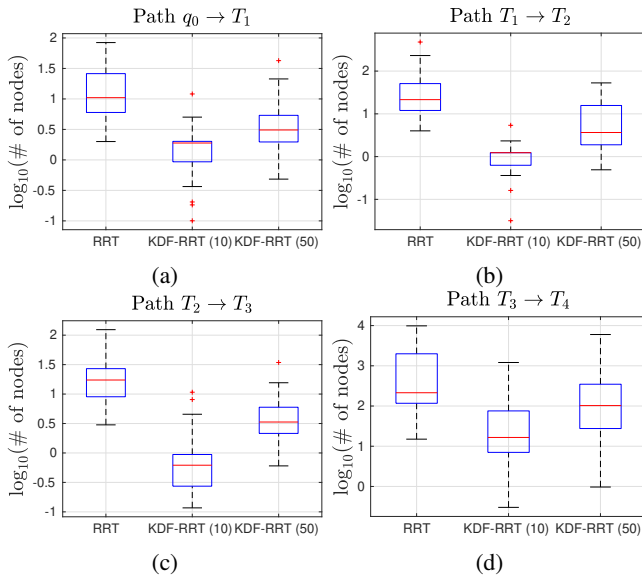 Path q₀ → T₁
log₁₀(# of nodes)
2
1.5
1
0.5
0
-0.5
-1
RRT KDF-RRT (10) KDF-RRT (50)
(a)
Path T₁ → T₂
log₁₀(# of nodes)
2
1
0
-1
RRT KDF-RRT (10) KDF-RRT (50)
(b)
Path T₂ → T₃
log₁₀(# of nodes)
2
1.5
1
0.5
0
-0.5
-1
RRT KDF-RRT (10) KDF-RRT (50)
(c)
Path T₃ → T₄
log₁₀(# of nodes)
4
3
2
1
0
RRT KDF-RRT (10) KDF-RRT (50)
(d)